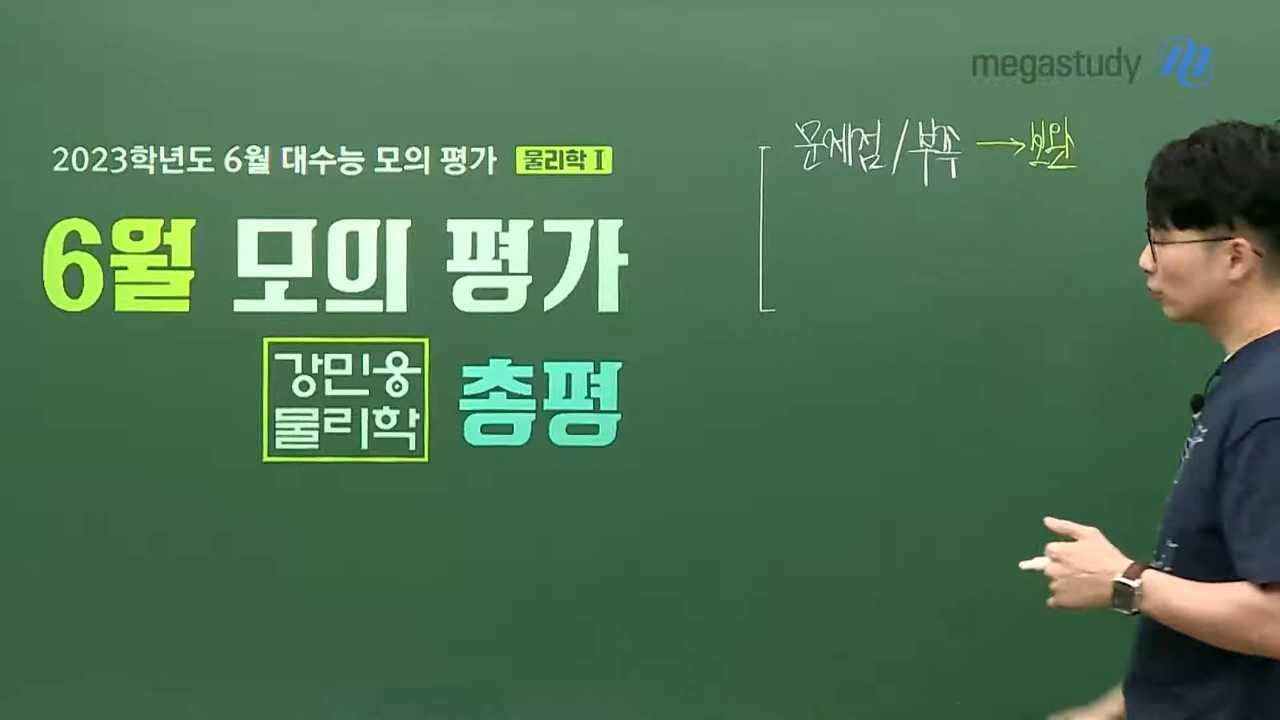 megastudy
2023학년도 6월 대수능 모의 평가 물리학 I
6월 모의 평가
강민웅
물리학
총평
문제점 / 부족 → 보완